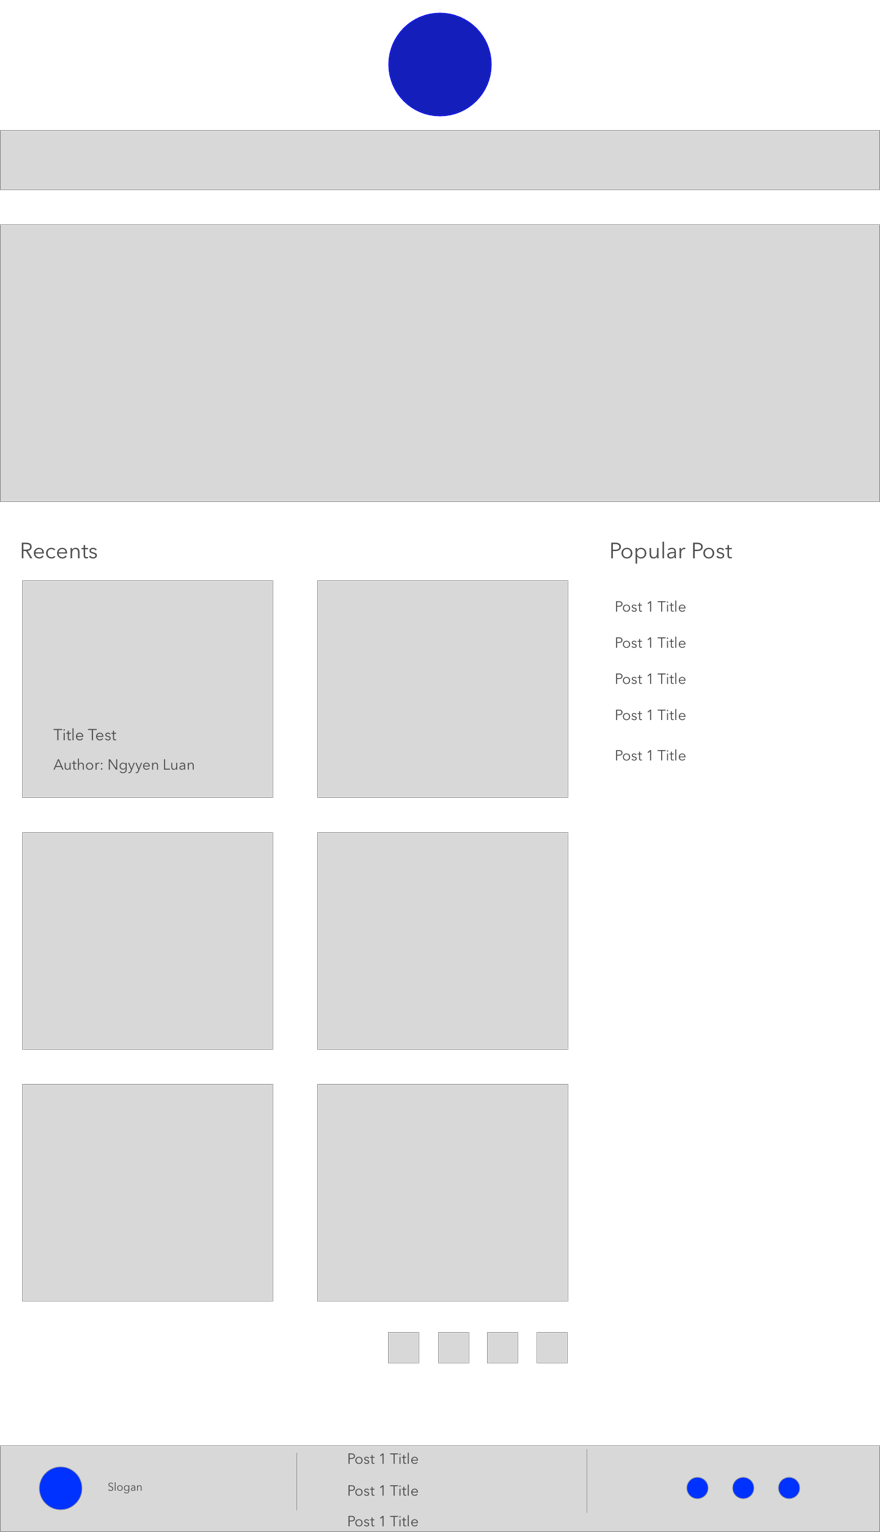 Recents
Popular Post
Title Test
Author: Ngyyen Luan
Post 1 Title
Post 1 Title
Post 1 Title
Post 1 Title
Post 1 Title
Slogan
Post 1 Title
Post 1 Title
Post 1 Title